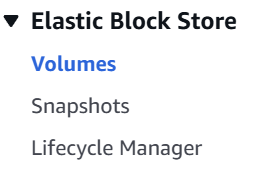 Elastic Block Store
Volumes
Snapshots
Lifecycle Manager